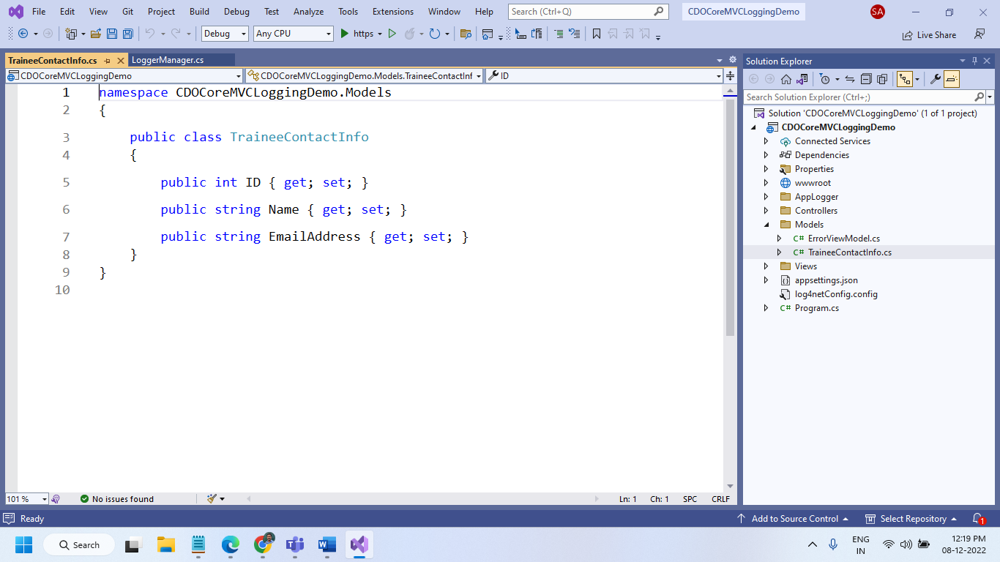 File Edit View Git Project Build Debug Test Analyze Tools Extensions Window Help Search (Ctrl+Q) CDOCoreMVCLoggingDemo SA
Debug Any CPU https Live Share
TraineeContactInfo.cs LoggerManager.cs
CDOCoreMVCLoggingDemo CDOCoreMVCLoggingDemo.Models.TraineeContactInf ID
1 namespace CDOCoreMVCLoggingDemo.Models
2 {
3 public class TraineeContactInfo
4 {
5 public int ID { get; set; }
6 public string Name { get; set; }
7 public string EmailAddress { get; set; }
8 }
9 }
10
101 % No issues found Ln: 1 Ch: 1 SPC CRLF
Solution Explorer
Search Solution Explorer (Ctrl+;)
Solution 'CDOCoreMVCLoggingDemo' (1 of 1 project)
CDOCoreMVCLoggingDemo
Connected Services
Dependencies
Properties
wwwroot
AppLogger
Controllers
Models
C# ErrorViewModel.cs
C# TraineeContactInfo.cs
Views
appsettings.json
log4netConfig.config
C# Program.cs
Ready Add to Source Control Select Repository 1
Search ENG 12:19 PM
IN 08-12-2022